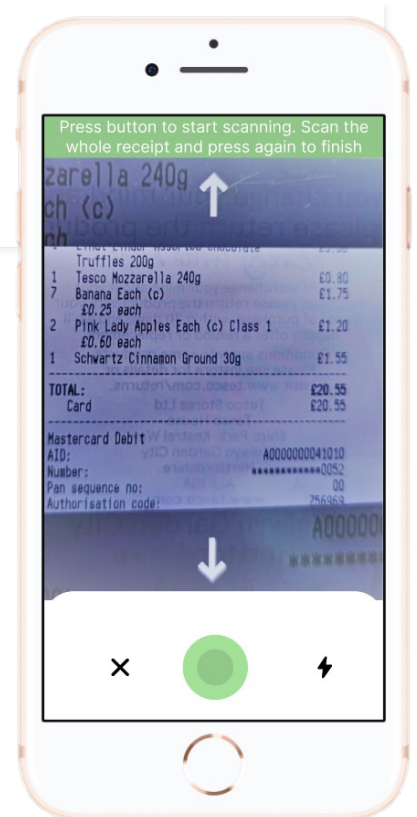 Press button to start scanning. Scan the
whole receipt and press again to finish
zarella 240g
ch (c)
Truffles 200g
1 Tesco Mozzarella 240g £0.80
7 Banana Each (c) £1.75
£0.25 each
2 Pink Lady Apples Each (c) Class 1 £1.20
£0.60 each
1 Schwartz Cinnamon Ground 30g £1.55
TOTAL: £20.55
Card £20.55
Mastercard Debit
AID: A0000000041010
Number: ************0052
Pan sequence no: 00
Authorisation code: 756969
A00000
********